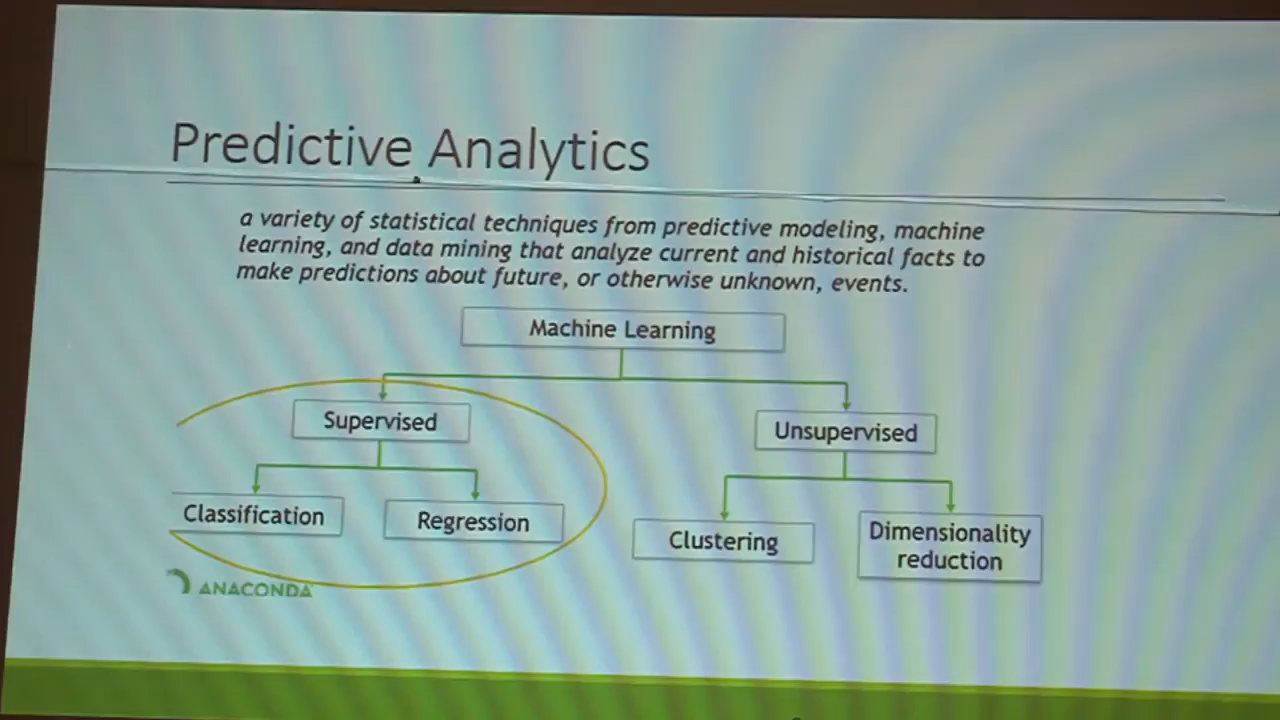 Predictive Analytics
a variety of statistical techniques from predictive modeling, machine
learning, and data mining that analyze current and historical facts to
make predictions about future, or otherwise unknown, events.
Machine Learning
Supervised
Unsupervised
Classification
Regression
Clustering
Dimensionality
reduction
ANACONDA